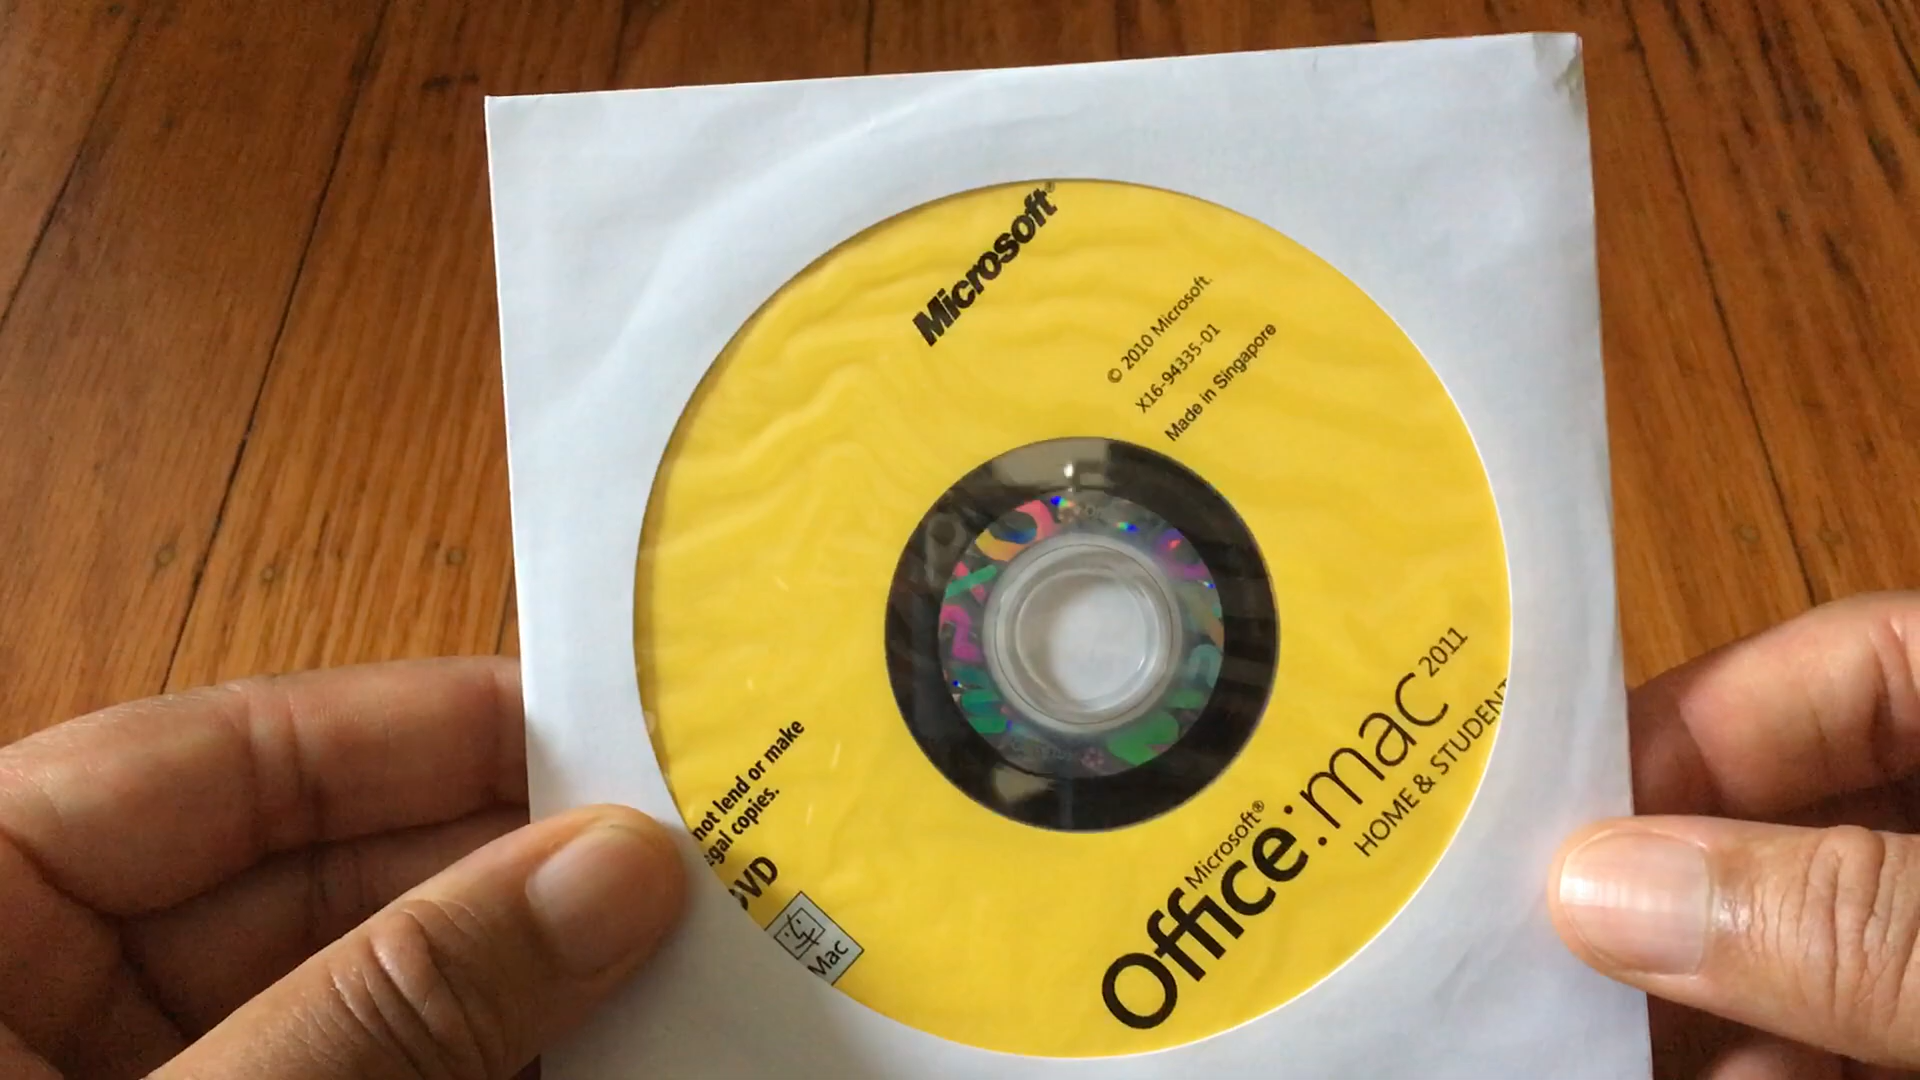 Microsoft®
© 2010 Microsoft.
X16-94335-01
Made in Singapore
not lend or make
egal copies.
DVD
Mac
Microsoft®
Office:mac 2011
HOME & STUDENT